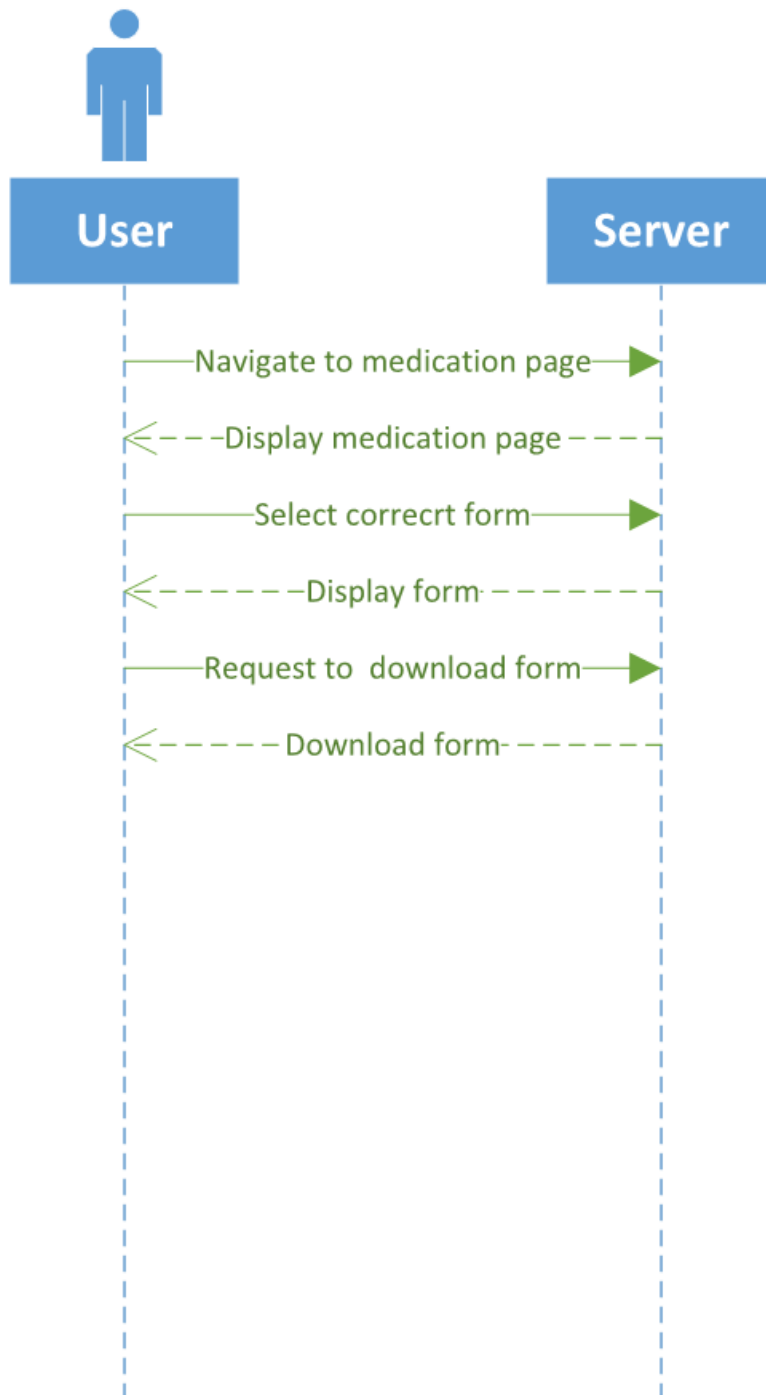 User
Server
Navigate to medication page
Display medication page
Select correcrt form
Display form
Request to  download form
Download form